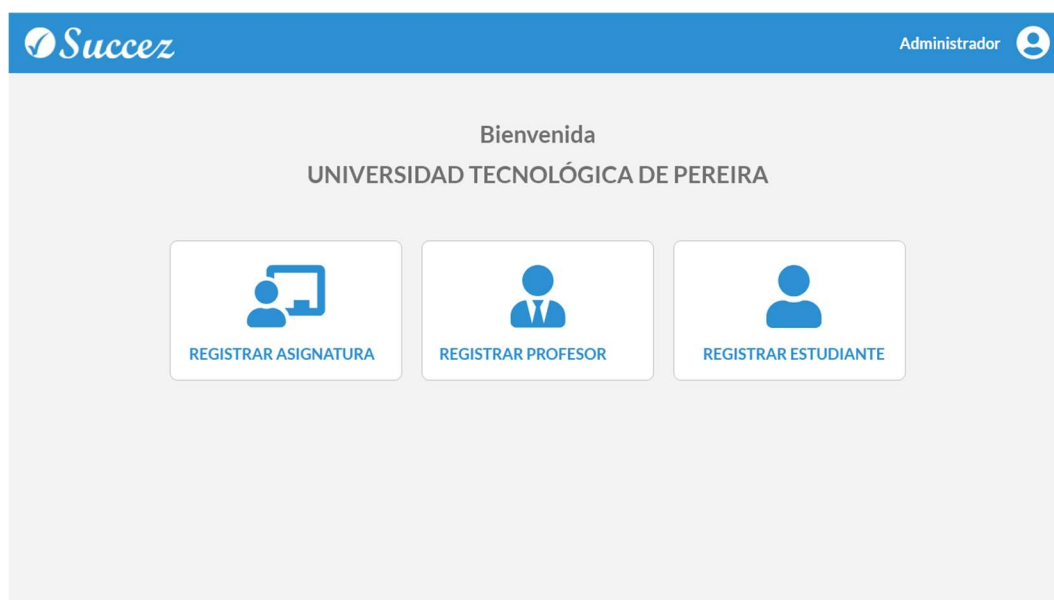 Succez
Administrador
Bienvenida
UNIVERSIDAD TECNOLÓGICA DE PEREIRA
REGISTRAR ASIGNATURA
REGISTRAR PROFESOR
REGISTRAR ESTUDIANTE